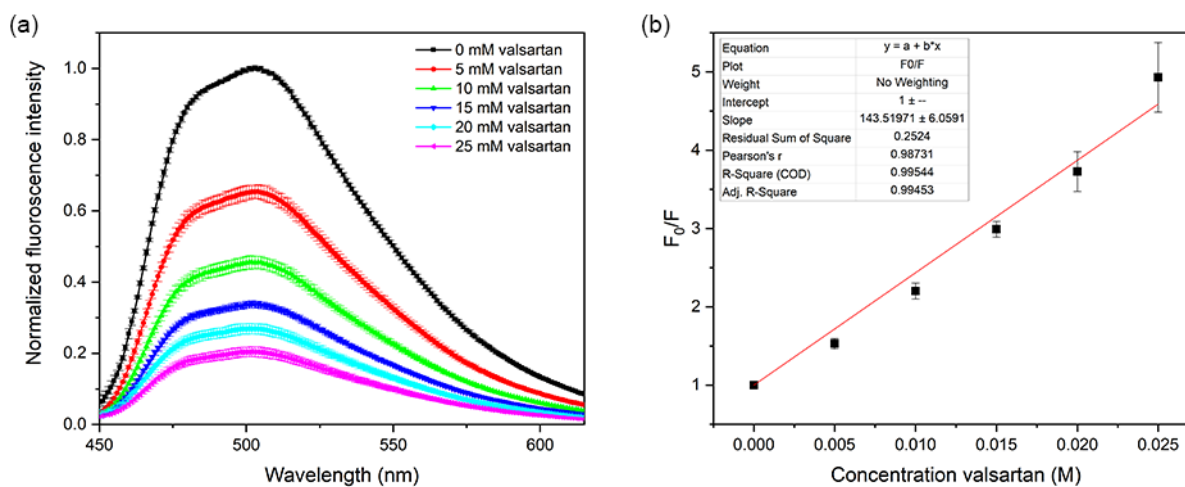 (a)
Normalized fluoroscence intensity
1.0
0.8
0.6
0.4
0.2
0.0
450
500
550
600
Wavelength (nm)
0 mM valsartan
5 mM valsartan
10 mM valsartan
15 mM valsartan
20 mM valsartan
25 mM valsartan
(b)
F0/F
5
4
3
2
1
0.000
0.005
0.010
0.015
0.020
0.025
Concentration valsartan (M)
Equation y = a + b*x
Plot F0/F
Weight No Weighting
Intercept 1 ± --
Slope 143.51971 ± 6.0591
Residual Sum of Square 0.2524
Pearson's r 0.98731
R-Square (COD) 0.99544
Adj. R-Square 0.99453